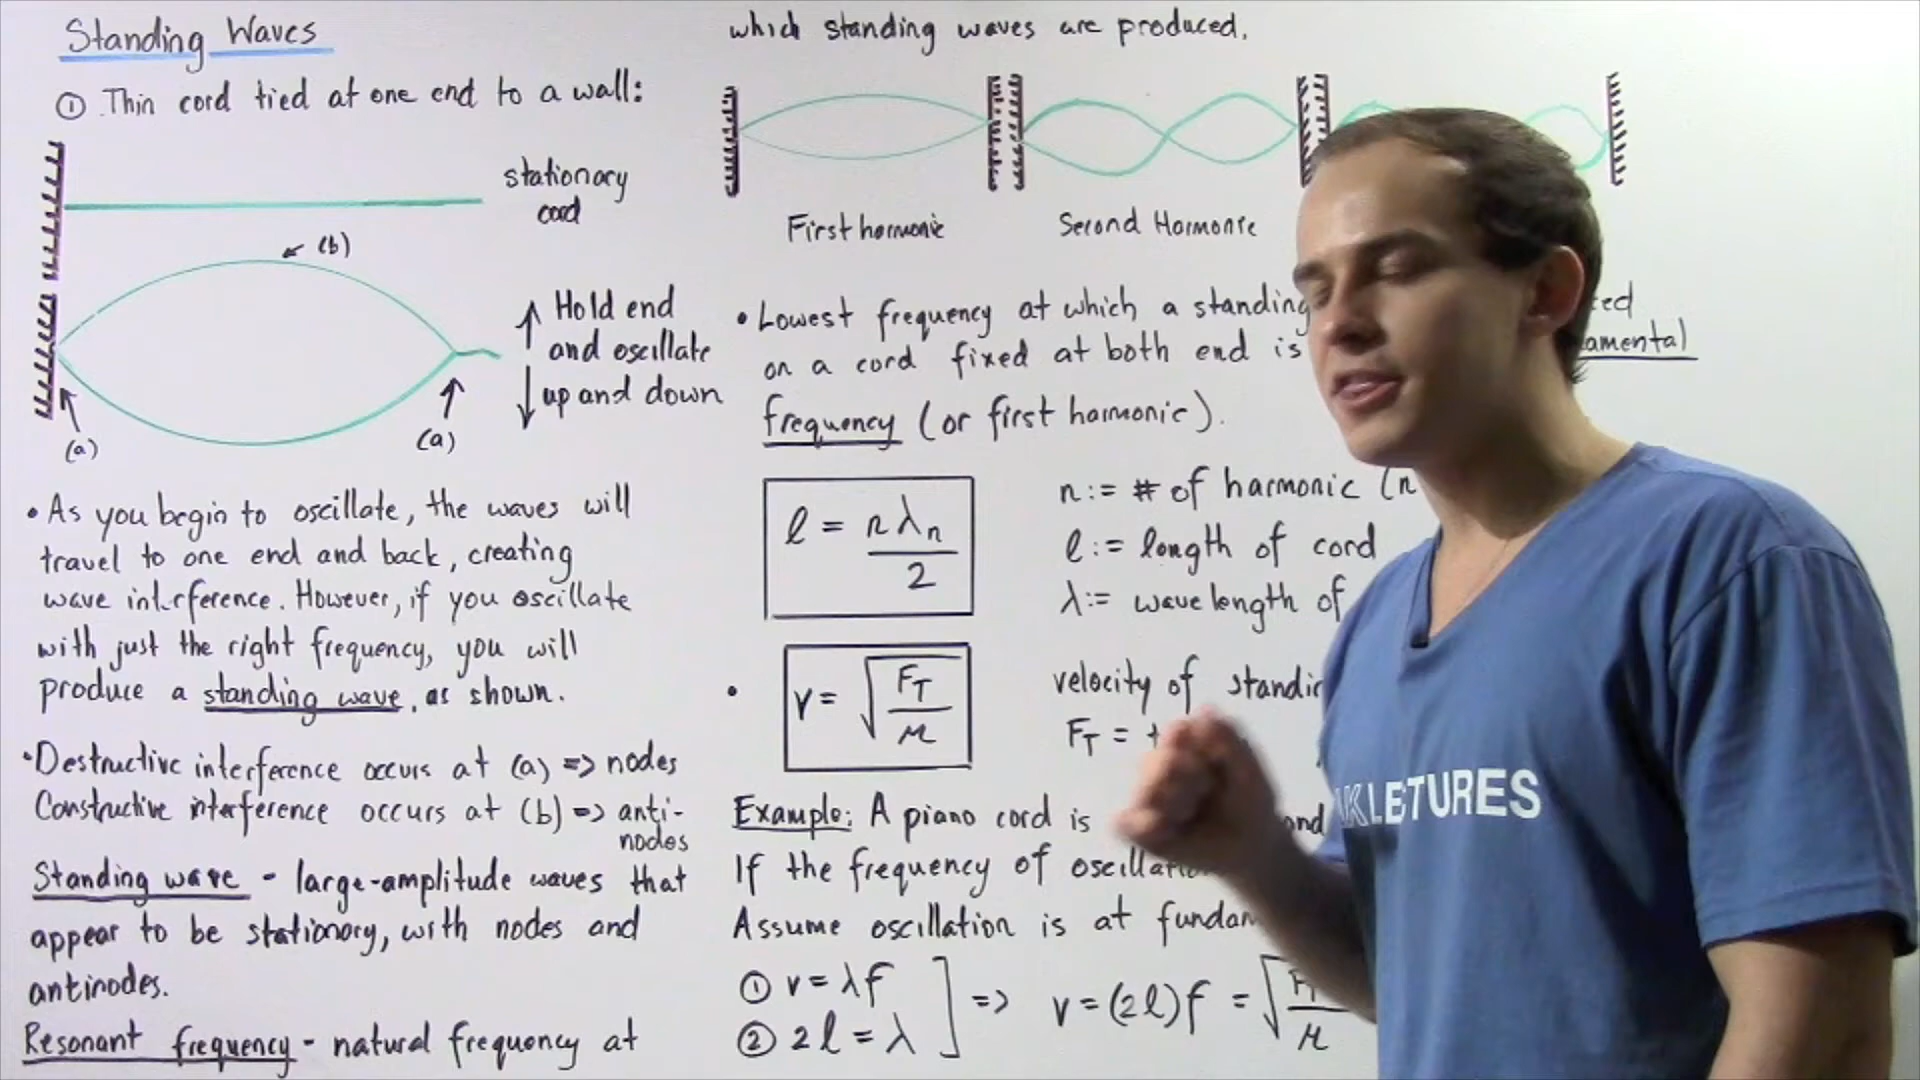 Standing Waves
① Thin cord tied at one end to a wall:
stationary
cord
(b)
↑ Hold end
and oscillate
↓ up and down
(a)
(a)
• As you begin to oscillate, the waves will
travel to one end and back, creating
wave interference. However, if you oscillate
with just the right frequency, you will
produce a standing wave, as shown.
• Destructive interference occurs at (a) => nodes
Constructive interference occurs at (b) => anti-
nodes
Standing wave - large-amplitude waves that
appear to be stationary, with nodes and
antinodes.
Resonant frequency - natural frequency at
which standing waves are produced.
First harmonic
Second Harmonic
• Lowest frequency at which a standing
on a cord fixed at both end is
frequency (or first harmonic).
l = nλₙ/2
n := # of harmonic (n
l := length of cord
λ := wavelength of
• v = √(F_T/μ)
velocity of
F_T =
Example: A piano cord is and
If the frequency of
Assume oscillation is at
① v = λf
② 2l = λ
=> v = (2l)f = √(F_T/μ)
LECTURES